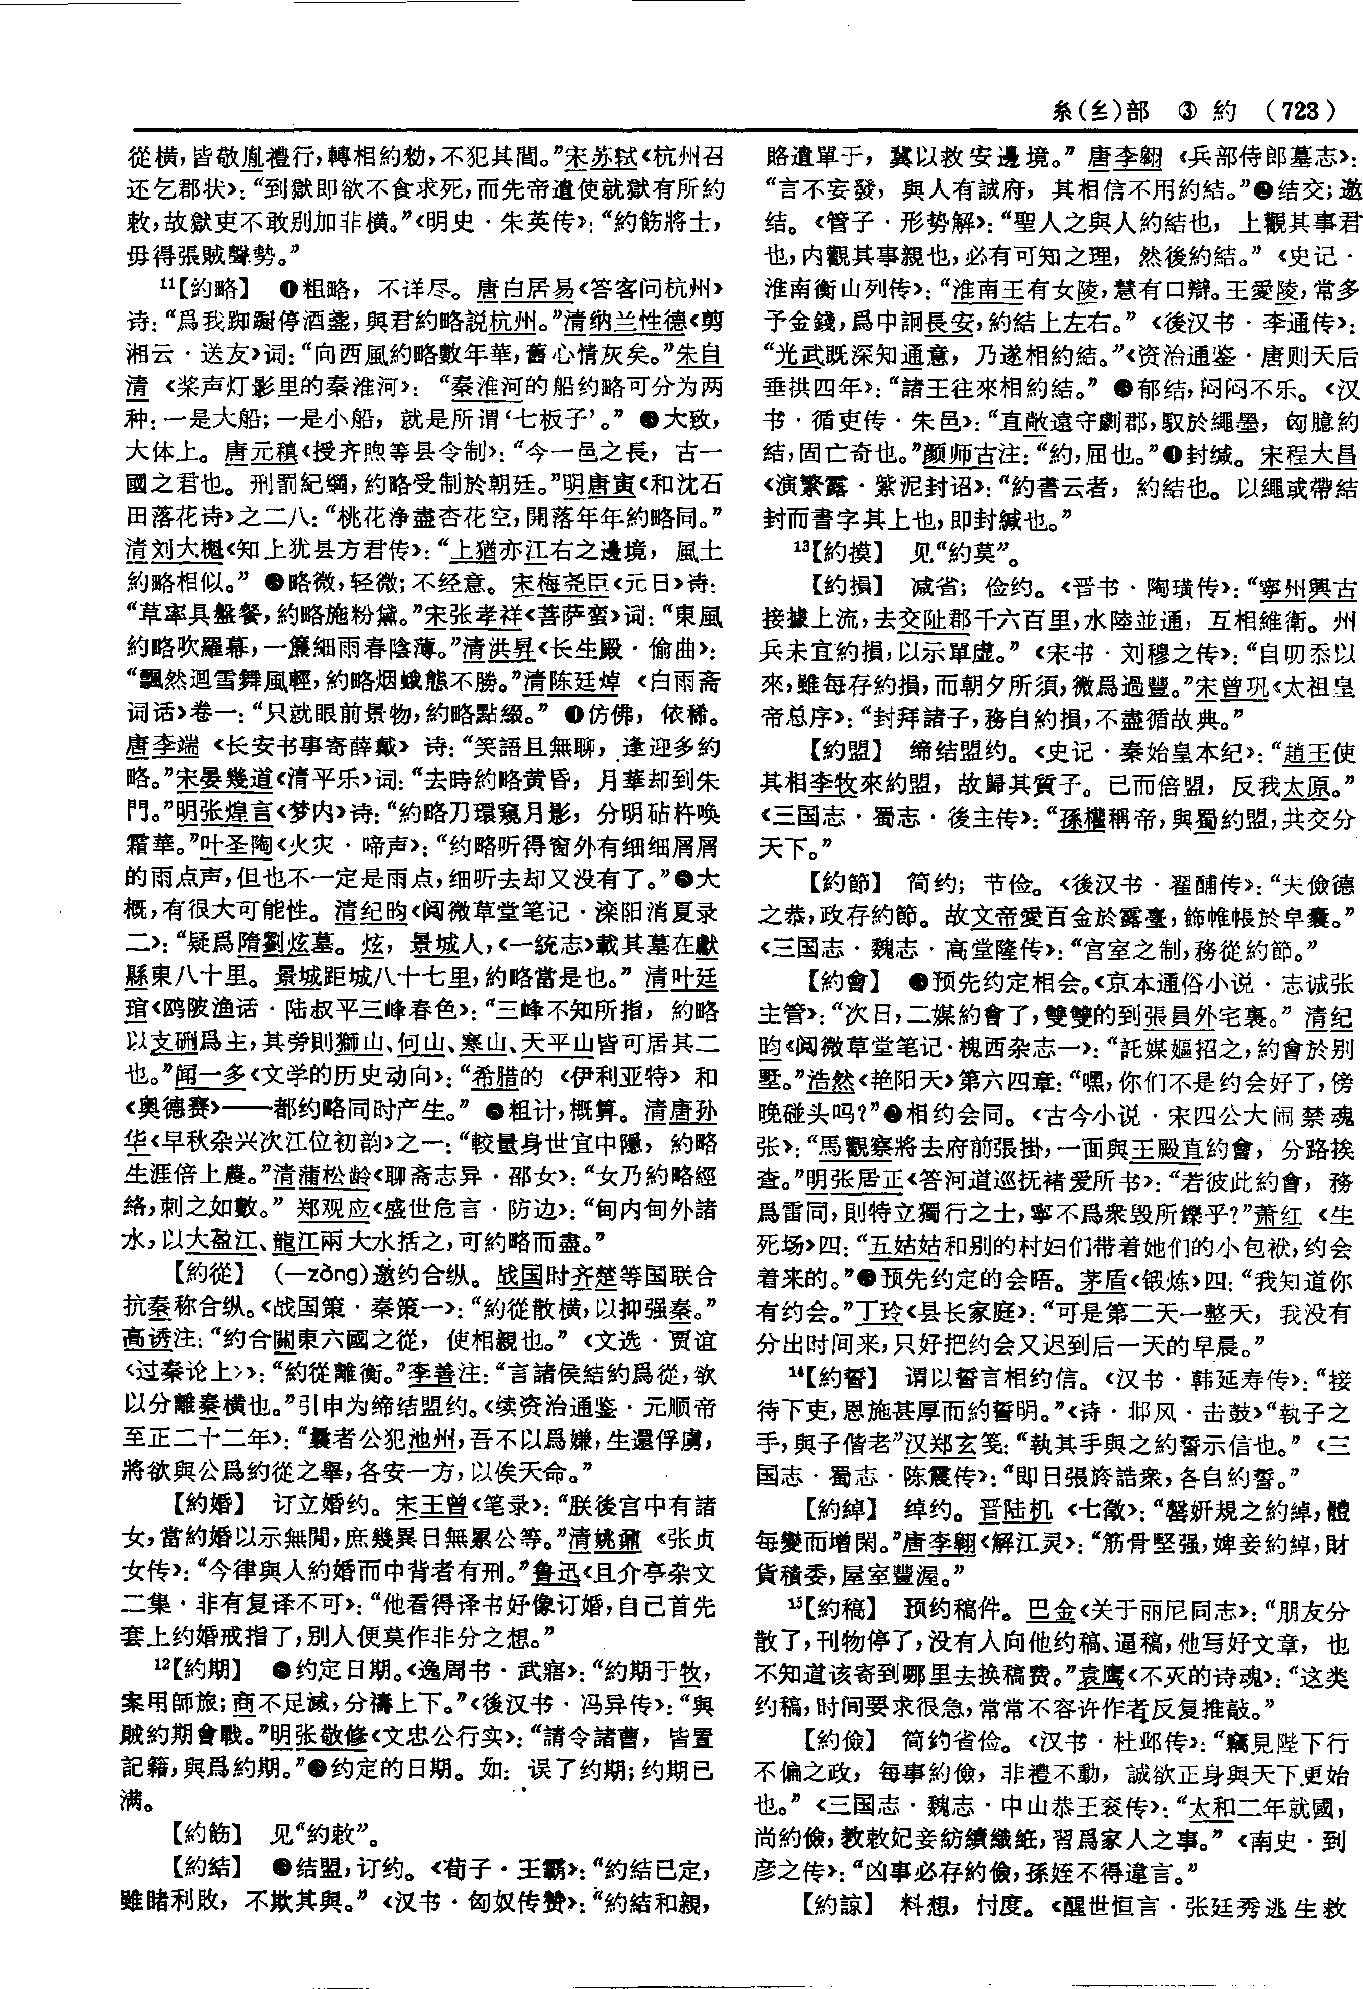 糸(纟)部 ③ 約 (723)
從横，皆敬胤禮行，轉相約勑，不犯其間。”宋苏轼《杭州召
还乞郡状》：“到獄即欲不食求死，而先帝遣使就獄有所約
敕，故獄吏不敢别加非横。”《明史·朱英传》：“約飭將士，
毋得張賊聲勢。”
11【約略】 ❶粗略，不详尽。唐白居易《答客问杭州》
诗：“爲我踟蹰停酒盞，與君約略説杭州。”清纳兰性德《剪
湘云·送友》词：“向西風約略數年華，舊心情灰矣。”朱自
清《桨声灯影里的秦淮河》：“秦淮河的船约略可分为两
种：一是大船；一是小船，就是所谓‘七板子’。” ❷大致，
大体上。唐元稹《授齐煦等县令制》：“今一邑之長，古一
國之君也。刑罰紀綱，約略受制於朝廷。”明唐寅《和沈石
田落花诗》之二八：“桃花净盡杏花空，開落年年約略同。”
清刘大櫆《知上犹县方君传》：“上猶亦江右之邊境，風土
約略相似。” ❸略微，轻微；不经意。宋梅尧臣《元日》诗：
“草率具盤餐，約略施粉黛。”宋张孝祥《菩萨蛮》词：“東風
約略吹羅幕，一簾細雨春陰薄。”清洪昇《长生殿·偷曲》：
“飄然迴雪舞風輕，約略烟蛾態不勝。”清陈廷焯《白雨斋
词话》卷一：“只就眼前景物，約略點綴。” ❹仿佛，依稀。
唐李端《长安书事寄薛戴》诗：“笑語且無聊，逢迎多約
略。”宋晏幾道《清平乐》词：“去時約略黄昏，月華却到朱
門。”明张煌言《梦内》诗：“約略刀環窺月影，分明砧杵唤
霜華。”叶圣陶《火灾·啼声》：“约略听得窗外有细细屑屑
的雨点声，但也不一定是雨点，细听去却又没有了。”❺大
概，有很大可能性。清纪昀《阅微草堂笔记·滦阳消夏录
二》：“疑爲隋劉炫墓。炫，景城人，《一統志》載其墓在獻
縣東八十里。景城距城八十七里，約略當是也。” 清叶廷
琯《鸥陂渔话·陆叔平三峰春色》：“三峰不知所指，約略
以支硎爲主，其旁則獅山、何山、寒山、天平山皆可居其二
也。”闻一多《文学的历史动向》：“希腊的《伊利亚特》和
《奥德赛》——都约略同时产生。” ❻粗计，概算。清唐孙
华《早秋杂兴次江位初韵》之一：“較量身世宜中隱，約略
生涯倍上農。”清蒲松龄《聊斋志异·邵女》：“女乃約略經
絡，刺之如數。” 郑观应《盛世危言·防边》：“甸内甸外諸
水，以大盈江、龍江兩大水括之，可約略而盡。”
【約從】 (—zòng)邀约合纵。战国时齐楚等国联合
抗秦称合纵。《战国策·秦策一》：“約從散横，以抑强秦。”
高诱注：“約合關東六國之從，使相親也。”《文选·贾谊
〈过秦论上〉》：“約從離衡。”李善注：“言諸侯結約爲從，欲
以分離秦横也。”引申为缔结盟约。《续资治通鉴·元顺帝
至正二十二年》：“曩者公犯池州，吾不以爲嫌，生還俘虜，
將欲與公爲約從之舉，各安一方，以俟天命。”
【約婚】 订立婚约。宋王曾《笔录》：“朕後宫中有諸
女，當約婚以示無間，庶幾異日無累公等。”清姚鼐《张贞
女传》：“今律與人約婚而中背者有刑。”鲁迅《且介亭杂文
二集·非有复译不可》：“他看得译书好像订婚，自己首先
套上约婚戒指了，别人便莫作非分之想。”
12【約期】 ❶约定日期。《逸周书·武寤》：“約期于牧，
案用師旅；商不足滅，分禱上下。”《後汉书·冯异传》：“與
賊約期會戰。”明张敬修《文忠公行实》：“請令諸曹，皆置
記籍，與爲約期。”❷约定的日期。如：误了约期；约期已
满。
【約飭】 见“約敕”。
【約結】 ❶结盟，订约。《荀子·王霸》：“約結已定，
雖睹利敗，不欺其與。”《汉书·匈奴传赞》：“約結和親，
略遺單于，冀以救安邊境。” 唐李翱《兵部侍郎墓志》：
“言不妄發，與人有誠府，其相信不用約結。”❷结交；邀
结。《管子·形势解》：“聖人之與人約結也，上觀其事君
也，内觀其事親也，必有可知之理，然後約結。”《史记·
淮南衡山列传》：“淮南王有女陵，慧有口辯。王愛陵，常多
予金錢，爲中詗長安，約結上左右。”《後汉书·李通传》：
“光武既深知通意，乃遂相約結。”《资治通鉴·唐则天后
垂拱四年》：“諸王往來相約結。” ❸郁结，闷闷不乐。《汉
书·循吏传·朱邑》：“直敞遠守劇郡，馭於繩墨，匈臆約
結，固亡奇也。”颜师古注：“約，屈也。”❹封缄。宋程大昌
《演繁露·紫泥封诏》：“約書云者，約結也。以繩或帶結
封而書字其上也，即封緘也。”
13【約摸】 见“約莫”。
【約損】 减省；俭约。《晋书·陶璜传》：“寧州興古
接據上流，去交阯郡千六百里，水陸並通，互相維衛。州
兵未宜約損，以示單虚。”《宋书·刘穆之传》：“自叨忝以
來，雖每存約損，而朝夕所須，微爲過豐。”宋曾巩《太祖皇
帝总序》：“封拜諸子，務自約損，不盡循故典。”
【約盟】 缔结盟约。《史记·秦始皇本纪》：“趙王使
其相李牧來約盟，故歸其質子。已而倍盟，反我太原。”
《三国志·蜀志·後主传》：“孫權稱帝，與蜀約盟，共交分
天下。”
【約節】 简约；节俭。《後汉书·翟酺传》：“夫儉德
之恭，政存約節。故文帝愛百金於露臺，飾帷帳於皁囊。”
《三国志·魏志·高堂隆传》：“宫室之制，務從約節。”
【約會】 ❶预先约定相会。《京本通俗小说·志诚张
主管》：“次日，二媒約會了，雙雙的到張員外宅裏。” 清纪
昀《阅微草堂笔记·槐西杂志一》：“託媒嫗招之，約會於别
墅。”浩然《艳阳天》第六四章：“嘿，你们不是约会好了，傍
晚碰头吗？”❷相约会同。《古今小说·宋四公大闹禁魂
张》：“馬觀察將去府前張掛，一面與王殿直約會，分路挨
查。”明张居正《答河道巡抚褚爱所书》：“若彼此約會，務
爲雷同，則特立獨行之士，寧不爲衆毁所鑠乎？”萧红《生
死场》四：“五姑姑和别的村妇们带着她们的小包袱，约会
着来的。”❸预先约定的会晤。茅盾《锻炼》四：“我知道你
有约会。”丁玲《县长家庭》：“可是第二天一整天，我没有
分出时间来，只好把约会又迟到后一天的早晨。”
14【約誓】 谓以誓言相约信。《汉书·韩延寿传》：“接
待下吏，恩施甚厚而約誓明。”《诗·邶风·击鼓》“執子之
手，與子偕老”汉郑玄笺：“執其手與之約誓示信也。”《三
国志·蜀志·陈震传》：“即日張旍誥衆，各自約誓。”
【約綽】 绰约。晋陆机《七徵》：“罄妍規之約綽，體
每變而增閑。”唐李翱《解江灵》：“筋骨堅强，婢妾約綽，財
貨積委，屋室豐渥。”
15【約稿】 预约稿件。巴金《关于丽尼同志》：“朋友分
散了，刊物停了，没有人向他约稿、逼稿，他写好文章，也
不知道该寄到哪里去换稿费。”袁鹰《不灭的诗魂》：“这类
约稿，时间要求很急，常常不容许作者反复推敲。”
【約儉】 简约省俭。《汉书·杜邺传》：“竊見陛下行
不偏之政，每事約儉，非禮不動，誠欲正身與天下更始
也。”《三国志·魏志·中山恭王衮传》：“太和二年就國，
尚約儉，教敕妃妾紡績織紝，習爲家人之事。”《南史·到
彦之传》：“凶事必存約儉，孫姪不得違言。”
【約諒】 料想，忖度。《醒世恒言·张廷秀逃生救